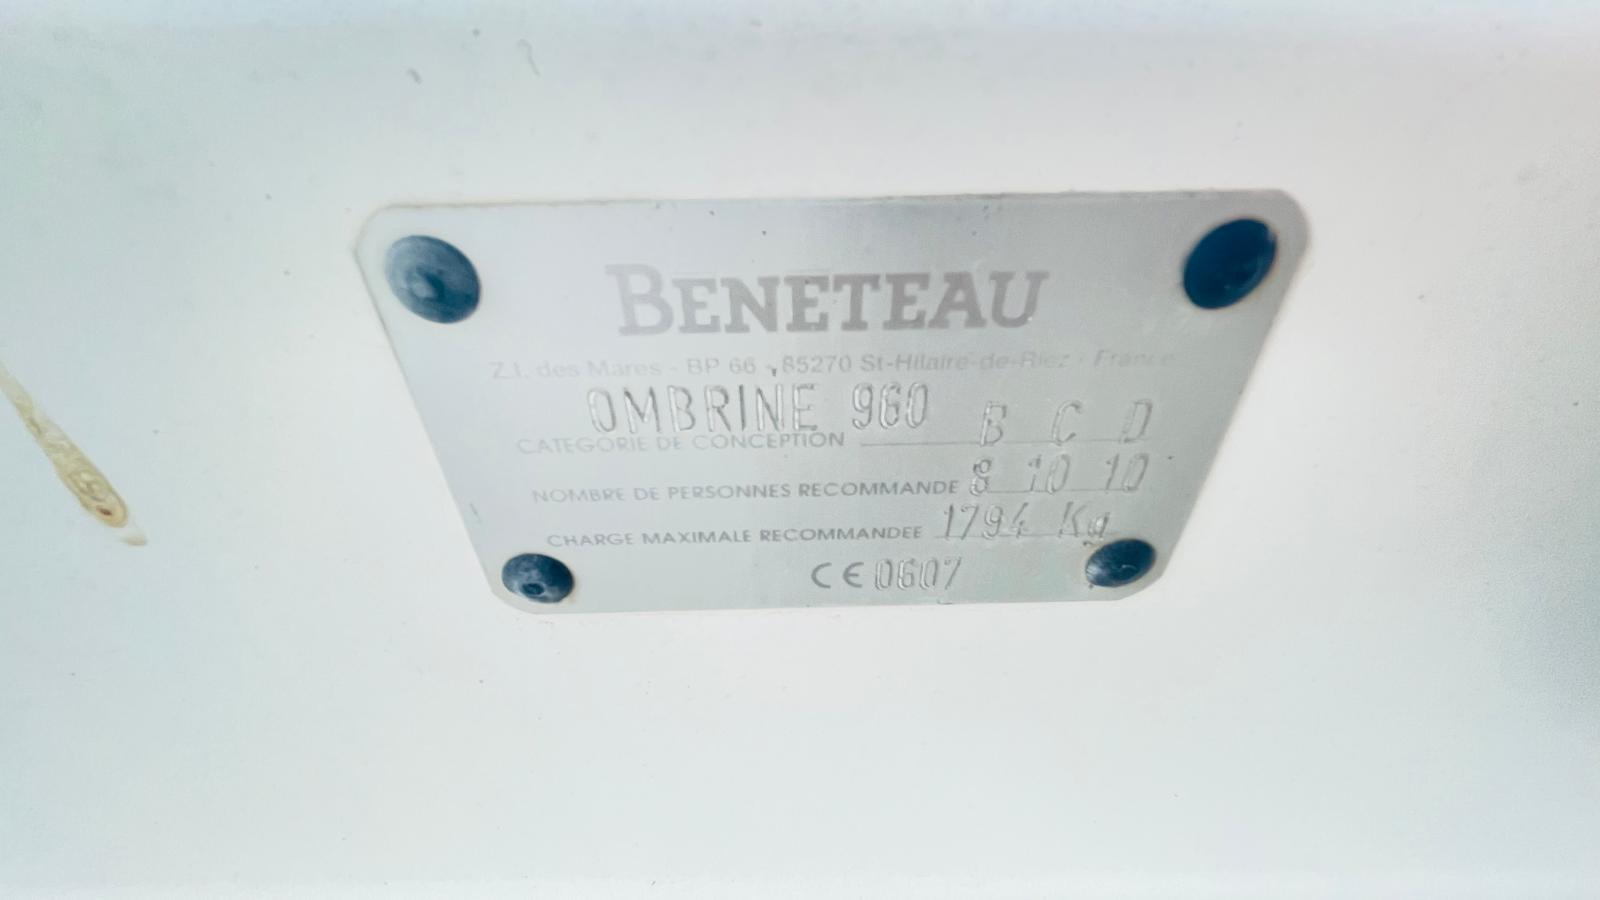 BENETEAU
Z.I. des Mares - BP 66 - 85270 St-Hilaire-de-Riez - France
OMBRINE 960
CATEGORIE DE CONCEPTION B C D
NOMBRE DE PERSONNES RECOMMANDE 8 10 10
CHARGE MAXIMALE RECOMMANDEE 1794 Kg
CE 0607